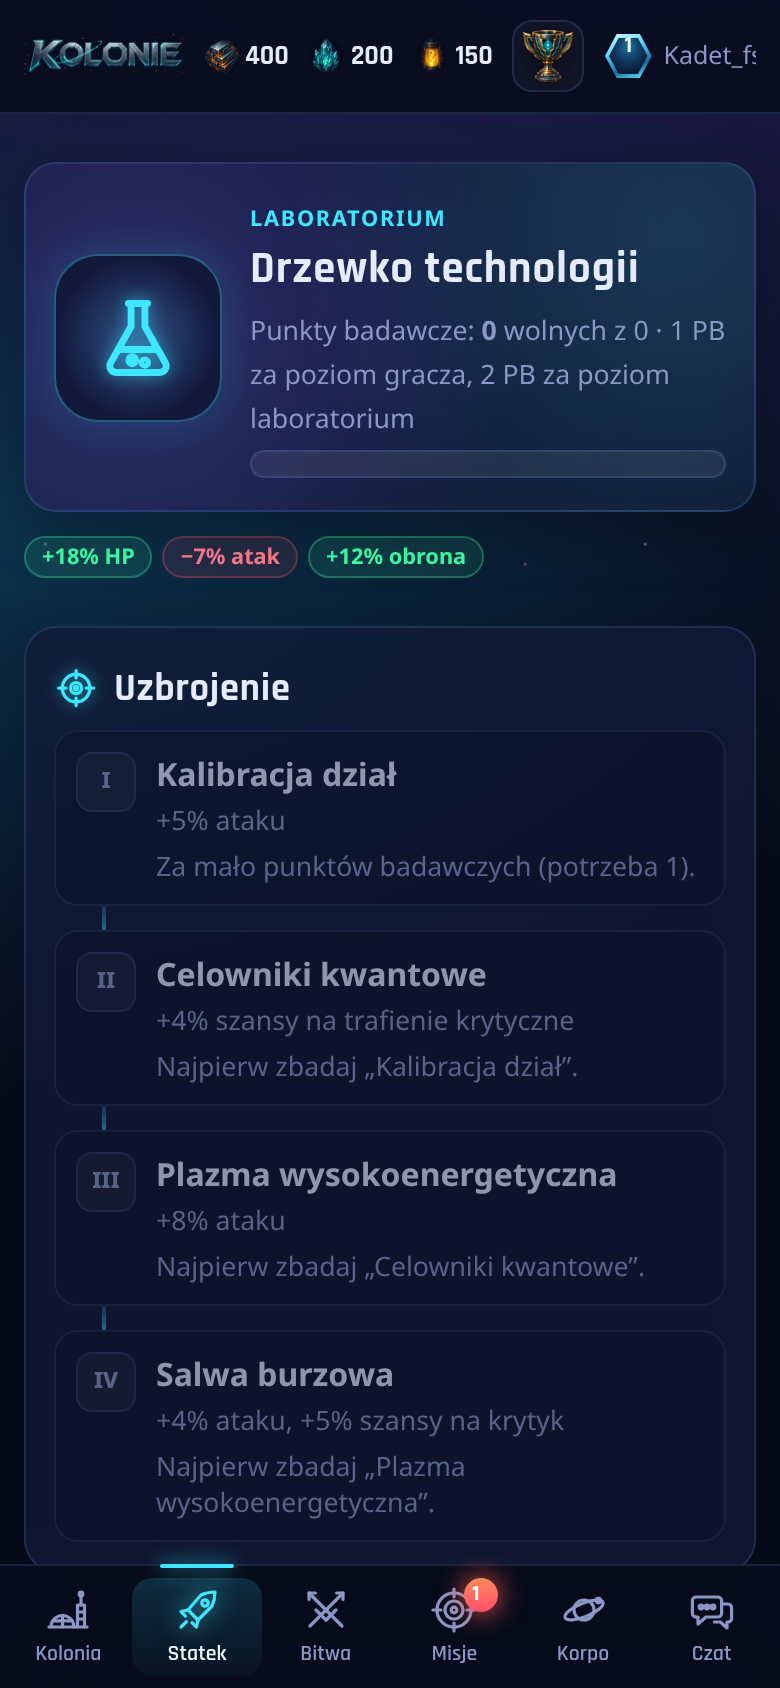 KOLONIE 400 200 150 1 Kadet_fs
LABORATORIUM
Drzewko technologii
Punkty badawcze: 0 wolnych z 0 · 1 PB
za poziom gracza, 2 PB za poziom
laboratorium
+18% HP −7% atak +12% obrona
Uzbrojenie
I Kalibracja dział
+5% ataku
Za mało punktów badawczych (potrzeba 1).
II Celowniki kwantowe
+4% szansy na trafienie krytyczne
Najpierw zbadaj „Kalibracja dział”.
III Plazma wysokoenergetyczna
+8% ataku
Najpierw zbadaj „Celowniki kwantowe”.
IV Salwa burzowa
+4% ataku, +5% szansy na krytyk
Najpierw zbadaj „Plazma
wysokoenergetyczna”.
1
Kolonia Statek Bitwa Misje Korpo Czat